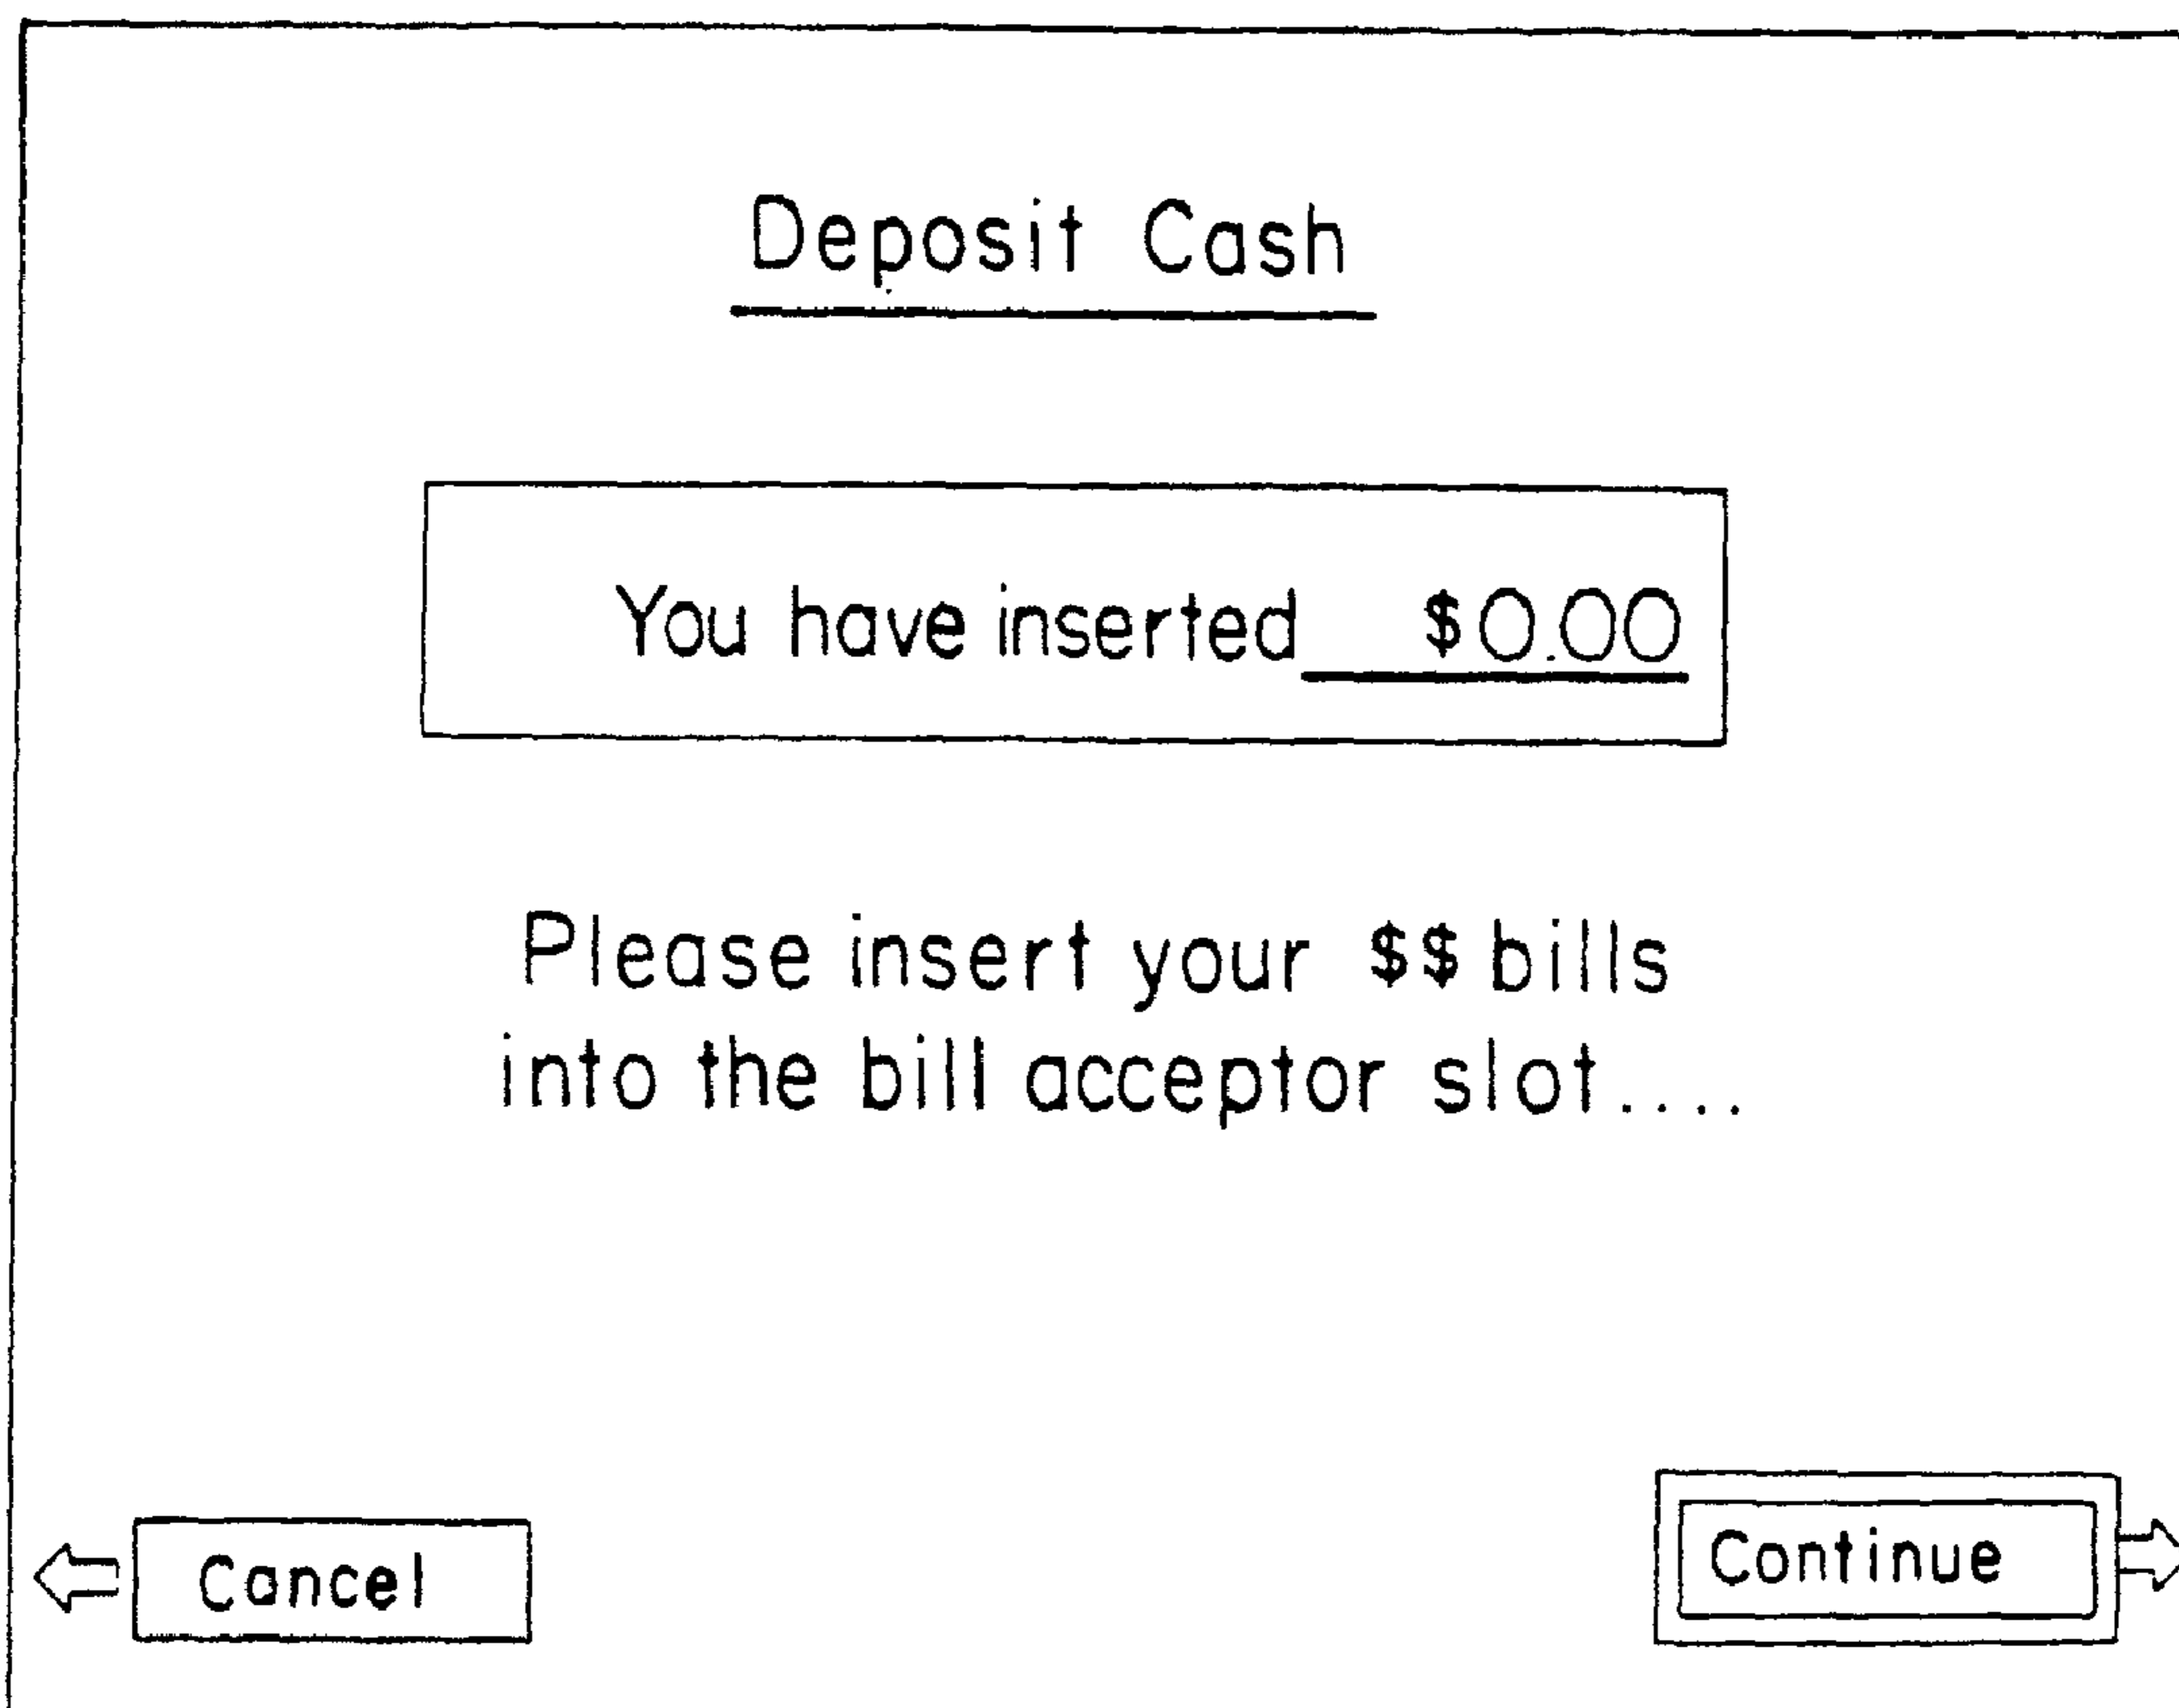 Deposit Cash
You have inserted $0.00
Please insert your $$ bills
into the bill acceptor slot....
Cancel
Continue